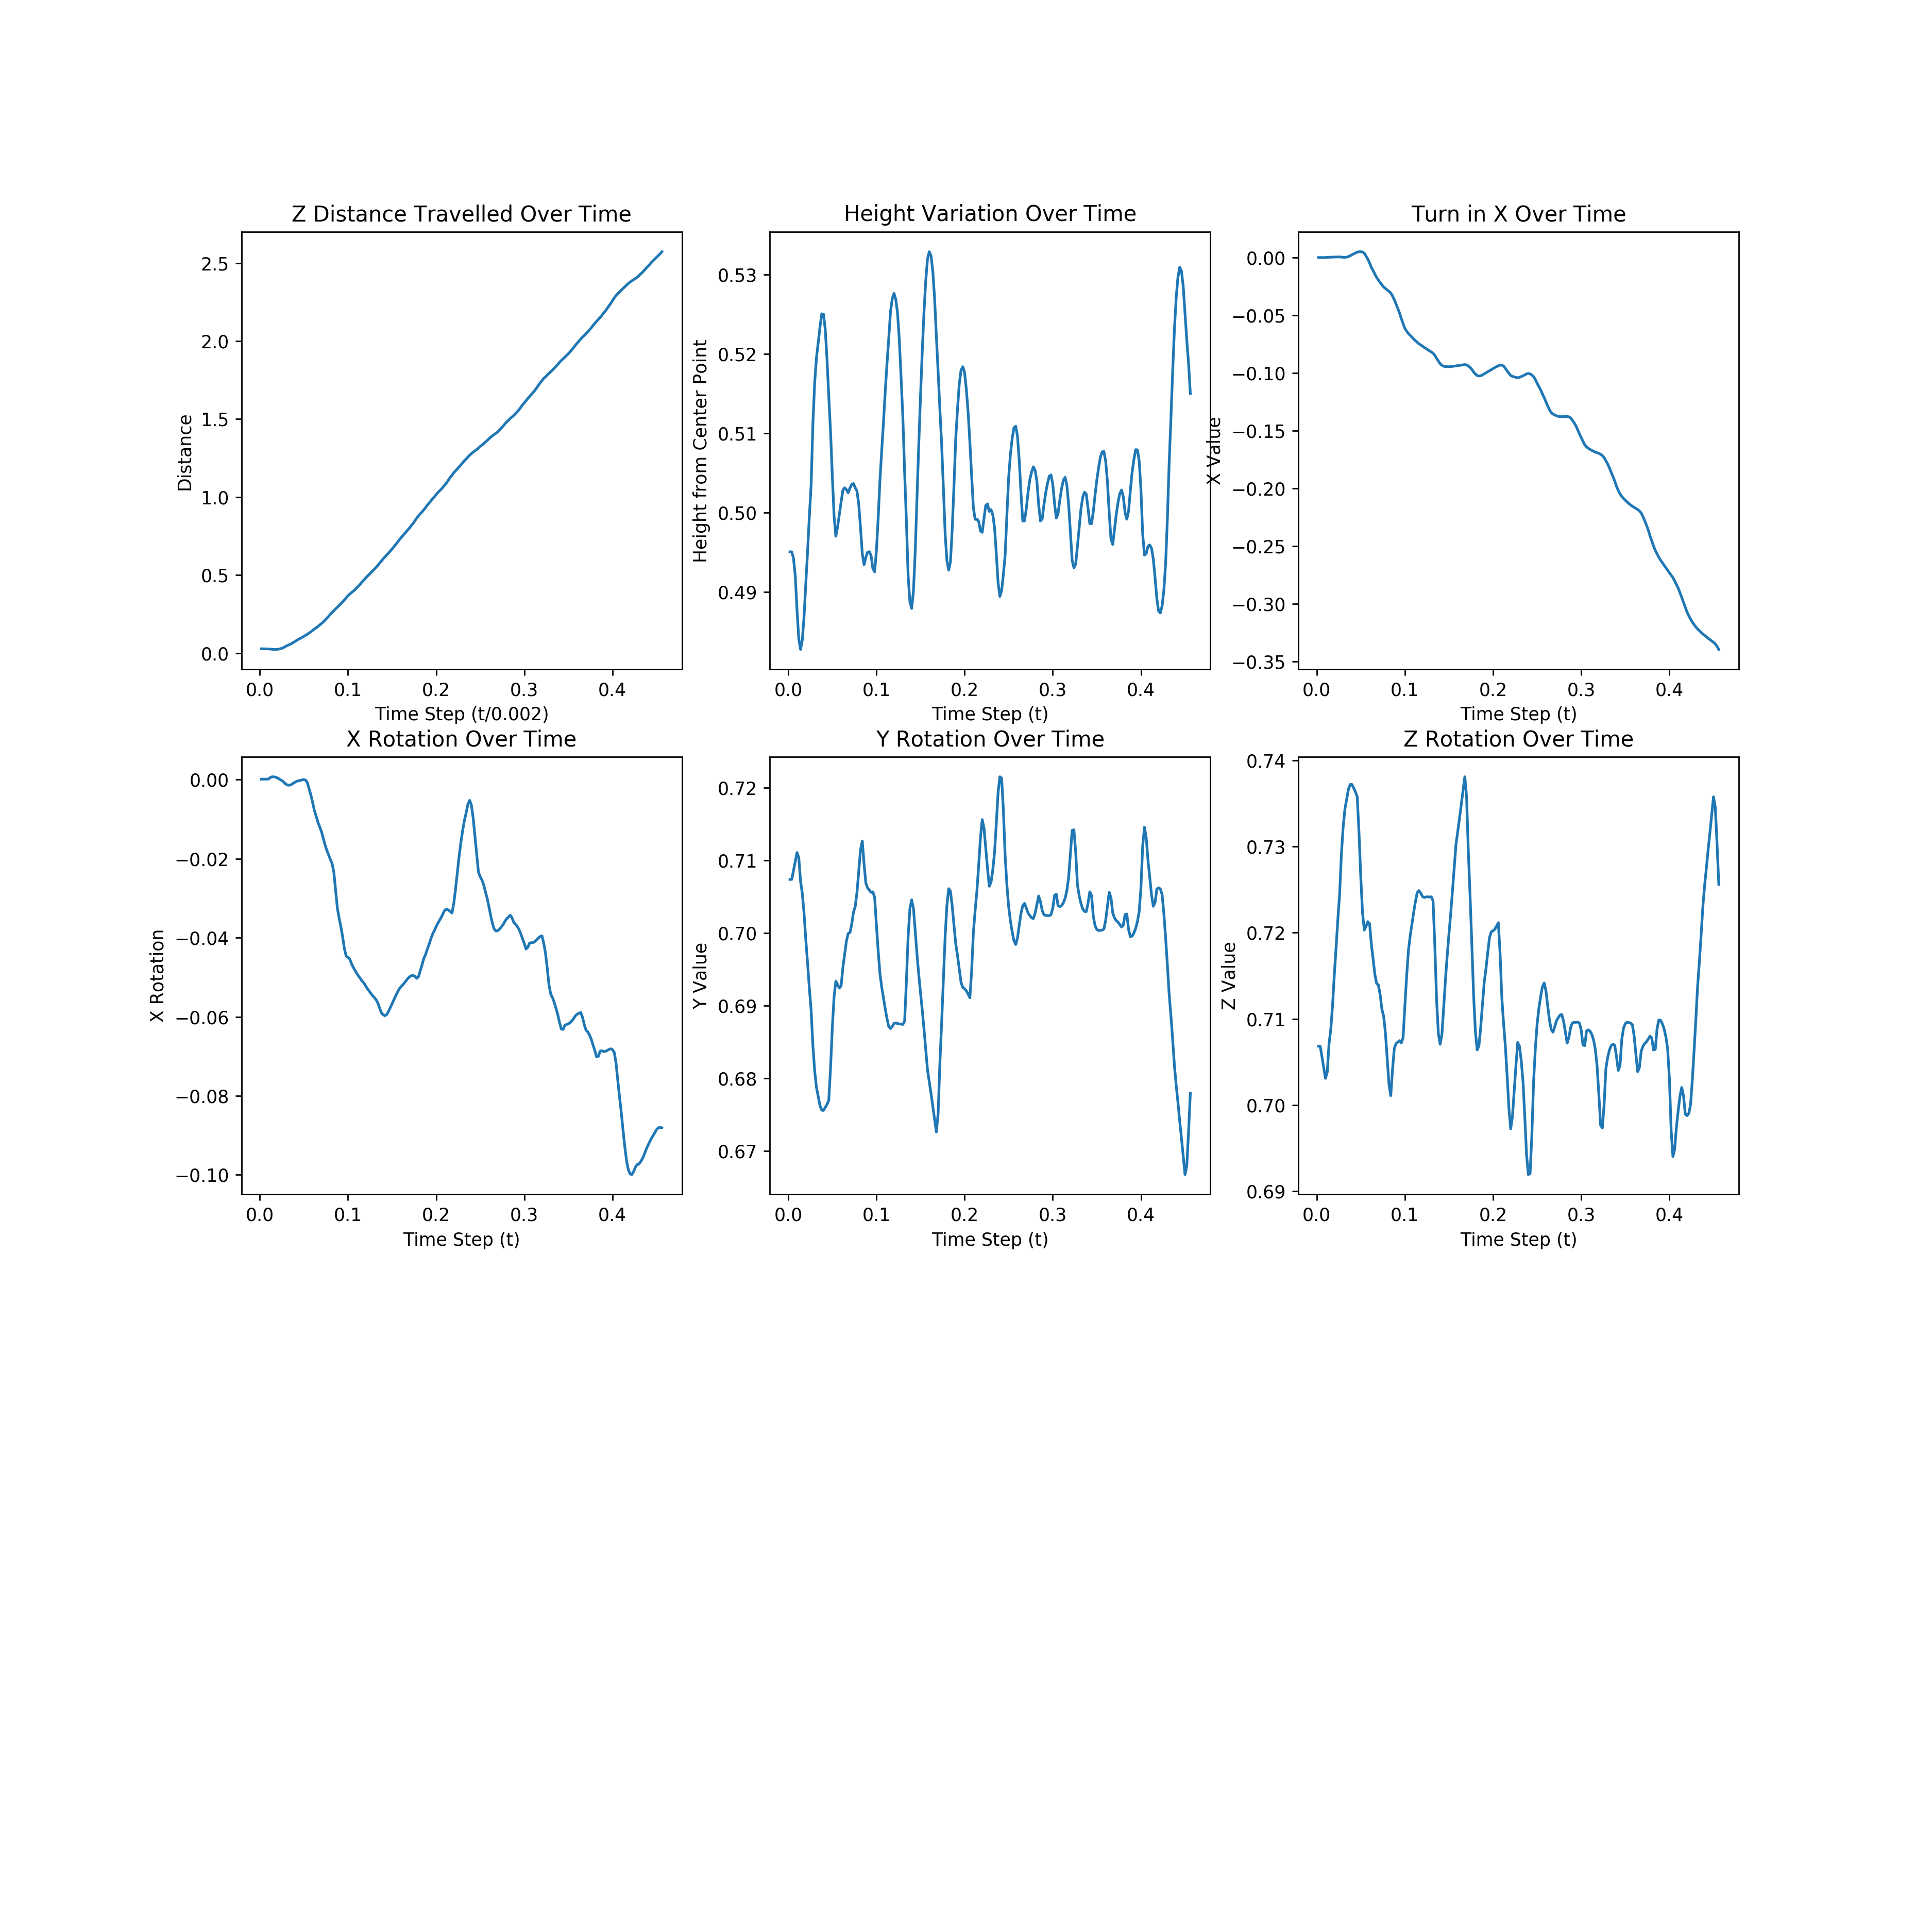 Z Distance Travelled Over Time
Distance
2.5
2.0
1.5
1.0
0.5
0.0
0.0 0.1 0.2 0.3 0.4
Time Step (t/0.002)
Height Variation Over Time
Height from Center Point
0.53
0.52
0.51
0.50
0.49
0.0 0.1 0.2 0.3 0.4
Time Step (t)
Turn in X Over Time
X Value
0.00
−0.05
−0.10
−0.15
−0.20
−0.25
−0.30
−0.35
0.0 0.1 0.2 0.3 0.4
Time Step (t)
X Rotation Over Time
X Rotation
0.00
−0.02
−0.04
−0.06
−0.08
−0.10
0.0 0.1 0.2 0.3 0.4
Time Step (t)
Y Rotation Over Time
Y Value
0.72
0.71
0.70
0.69
0.68
0.67
0.0 0.1 0.2 0.3 0.4
Time Step (t)
Z Rotation Over Time
Z Value
0.74
0.73
0.72
0.71
0.70
0.69
0.0 0.1 0.2 0.3 0.4
Time Step (t)